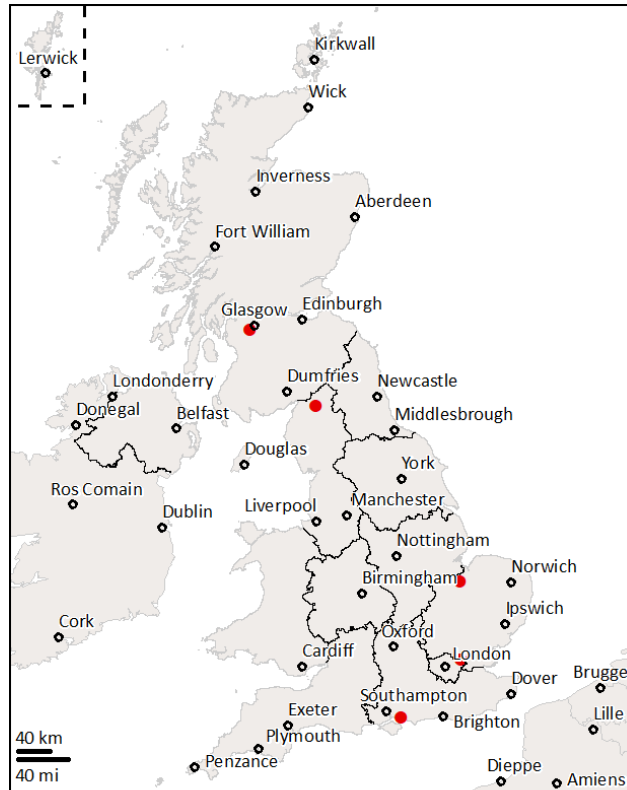 Kirkwall
Lerwick
Wick
Inverness
Aberdeen
Fort William
Glasgow
Edinburgh
Dumfries
Londonderry
Newcastle
Donegal
Belfast
Middlesbrough
Douglas
York
Ros Comain
Manchester
Liverpool
Dublin
Nottingham
Birmingham
Norwich
Ipswich
Cork
Oxford
Cardiff
London
Brugge
Dover
Southampton
Exeter
Lille
Brighton
Plymouth
40 km
Penzance
Dieppe
40 mi
Amiens